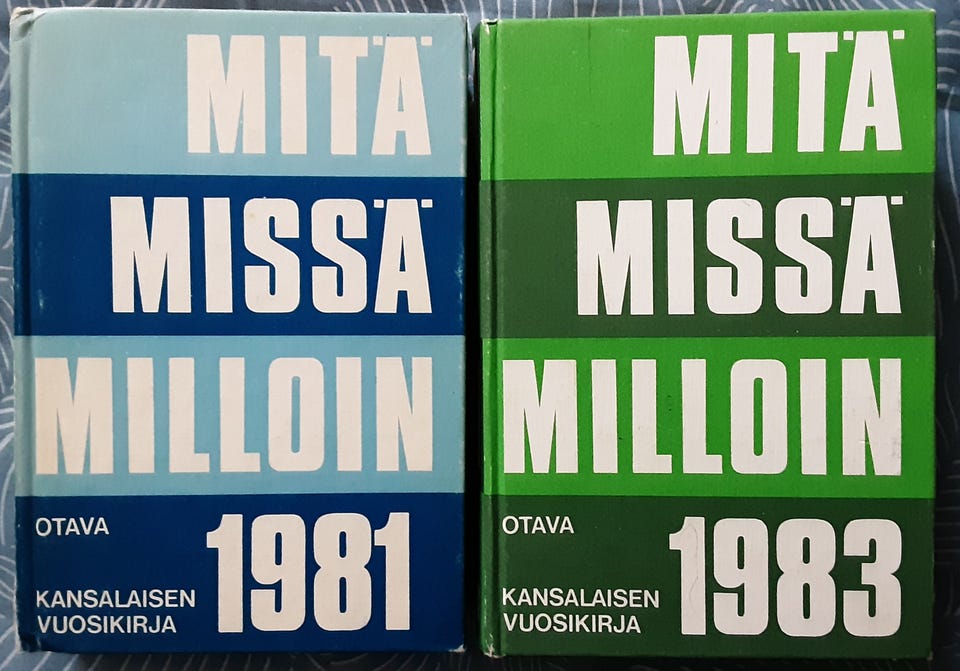 MITÄ
MISSÄ
MILLOIN
OTAVA
1981
KANSALAISEN
VUOSIKIRJA
MITÄ
MISSÄ
MILLOIN
OTAVA
1983
KANSALAISEN
VUOSIKIRJA